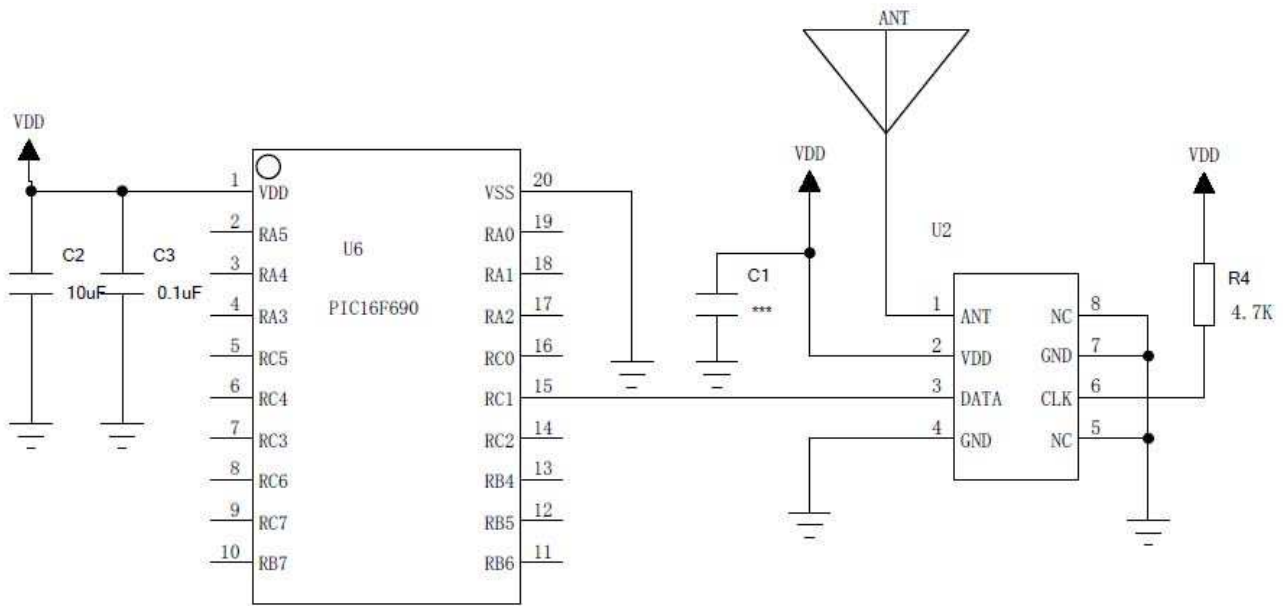 ANT
VDD
VDD
VDD
1 VDD
VSS 20
2 RA5
RA0 19
3 RA4
RA1 18
4 RA3
RA2 17
5 RC5
RC0 16
6 RC4
RC1 15
7 RC3
RC2 14
8 RC6
RB4 13
9 RC7
RB5 12
10 RB7
RB6 11
U6
PIC16F690
C2
10uF
C3
0.1uF
C1
***
U2
1 ANT
NC 8
2 VDD
GND 7
3 DATA
CLK 6
4 GND
NC 5
R4
4.7K